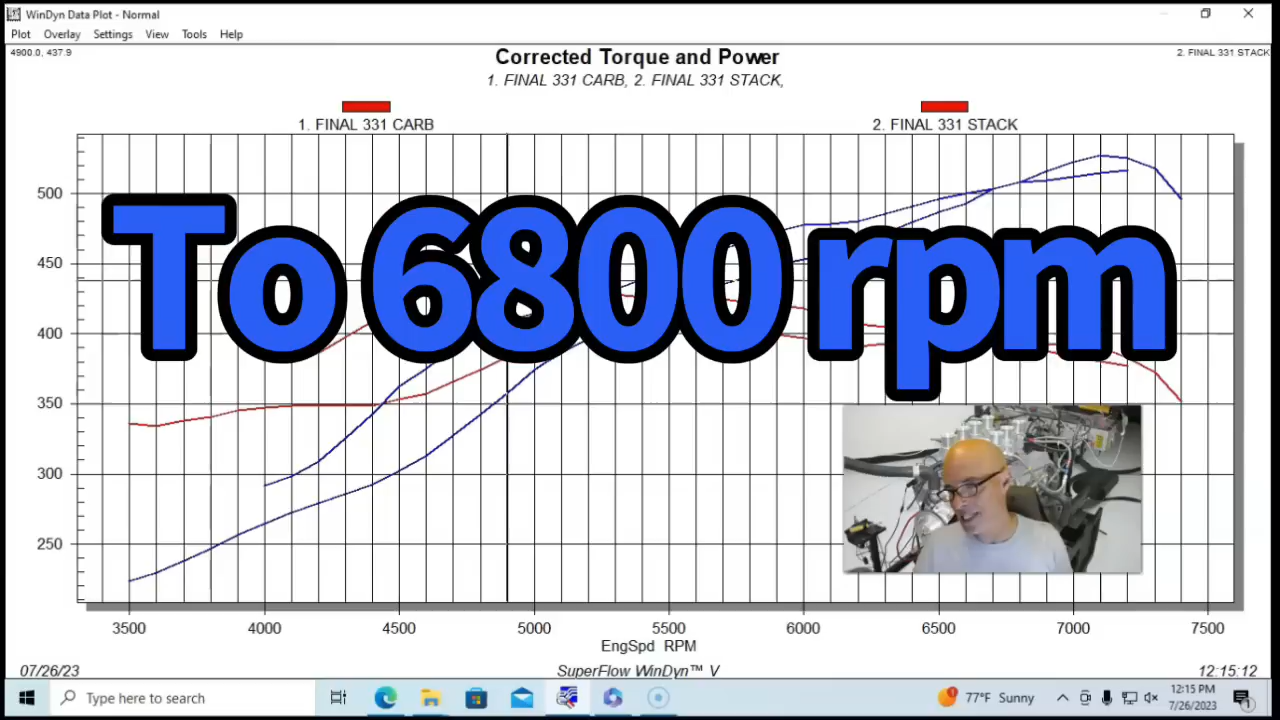 WinDyn Data Plot - Normal
Plot Overlay Settings View Tools Help
4900.0, 437.9
2. FINAL 331 STACK
Corrected Torque and Power
1. FINAL 331 CARB, 2. FINAL 331 STACK,
1. FINAL 331 CARB
2. FINAL 331 STACK
500
450
400
350
300
250
To 6800 rpm
3500 4000 4500 5000 5500 6000 6500 7000 7500
EngSpd RPM
07/26/23
SuperFlow WinDyn™ V
12:15:12
Type here to search
77°F Sunny
12:15 PM
7/26/2023
1